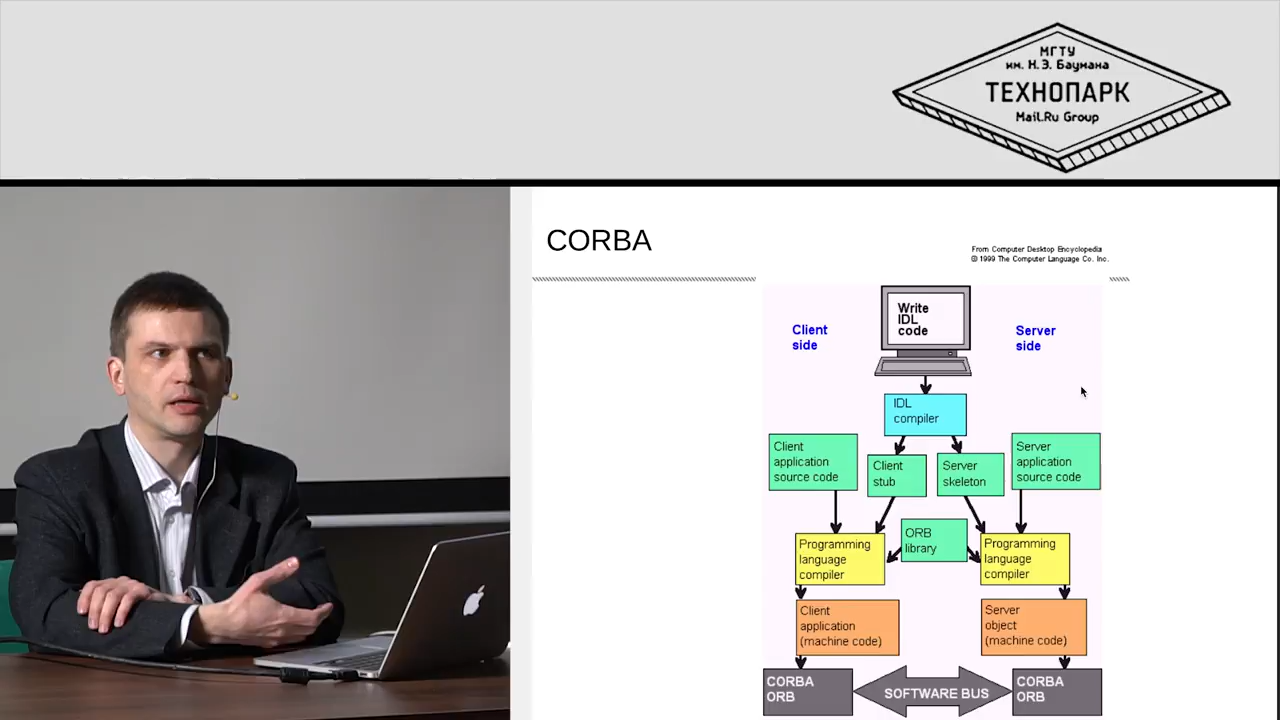 МГТУ
им. Н.Э. Баумана
ТЕХНОПАРК
Mail.Ru Group
CORBA
From Computer Desktop Encyclopedia
© 1999 The Computer Language Co. Inc.
Write
IDL
code
Client
side
Server
side
IDL
compiler
Client
application
source code
Client
stub
Server
skeleton
Server
application
source code
ORB
library
Programming
language
compiler
Programming
language
compiler
Client
application
(machine code)
Server
object
(machine code)
CORBA
ORB
SOFTWARE BUS
CORBA
ORB